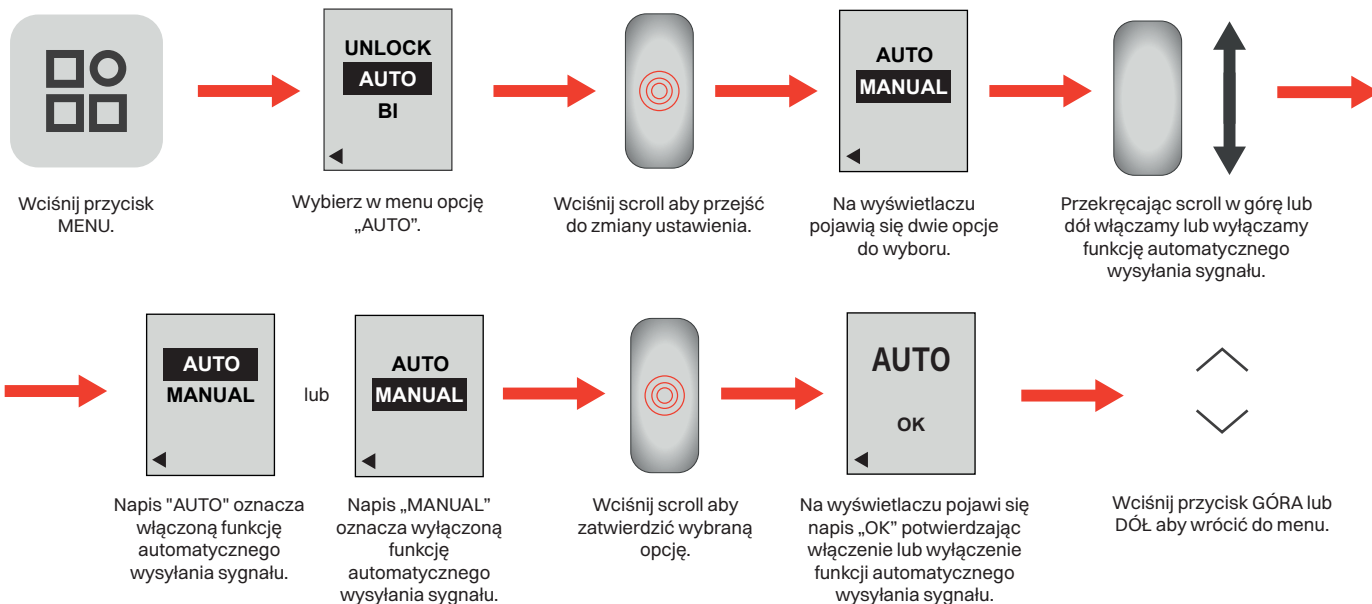 UNLOCK
AUTO
BI
AUTO
MANUAL
Wciśnij przycisk
MENU.
Wybierz w menu opcję
„AUTO”.
Wciśnij scroll aby przejść
do zmiany ustawienia.
Na wyświetlaczu
pojawią się dwie opcje
do wyboru.
Przekręcając scroll w górę lub
dół włączamy lub wyłączamy
funkcję automatycznego
wysyłania sygnału.
AUTO
MANUAL
lub
AUTO
MANUAL
AUTO
OK
Napis "AUTO" oznacza
włączoną funkcję
automatycznego
wysyłania sygnału.
Napis „MANUAL”
oznacza wyłączoną
funkcję
automatycznego
wysyłania sygnału.
Wciśnij scroll aby
zatwierdzić wybraną
opcję.
Na wyświetlaczu pojawi się
napis „OK” potwierdzając
włączenie lub wyłączenie
funkcji automatycznego
wysyłania sygnału.
Wciśnij przycisk GÓRA lub
DÓŁ aby wrócić do menu.